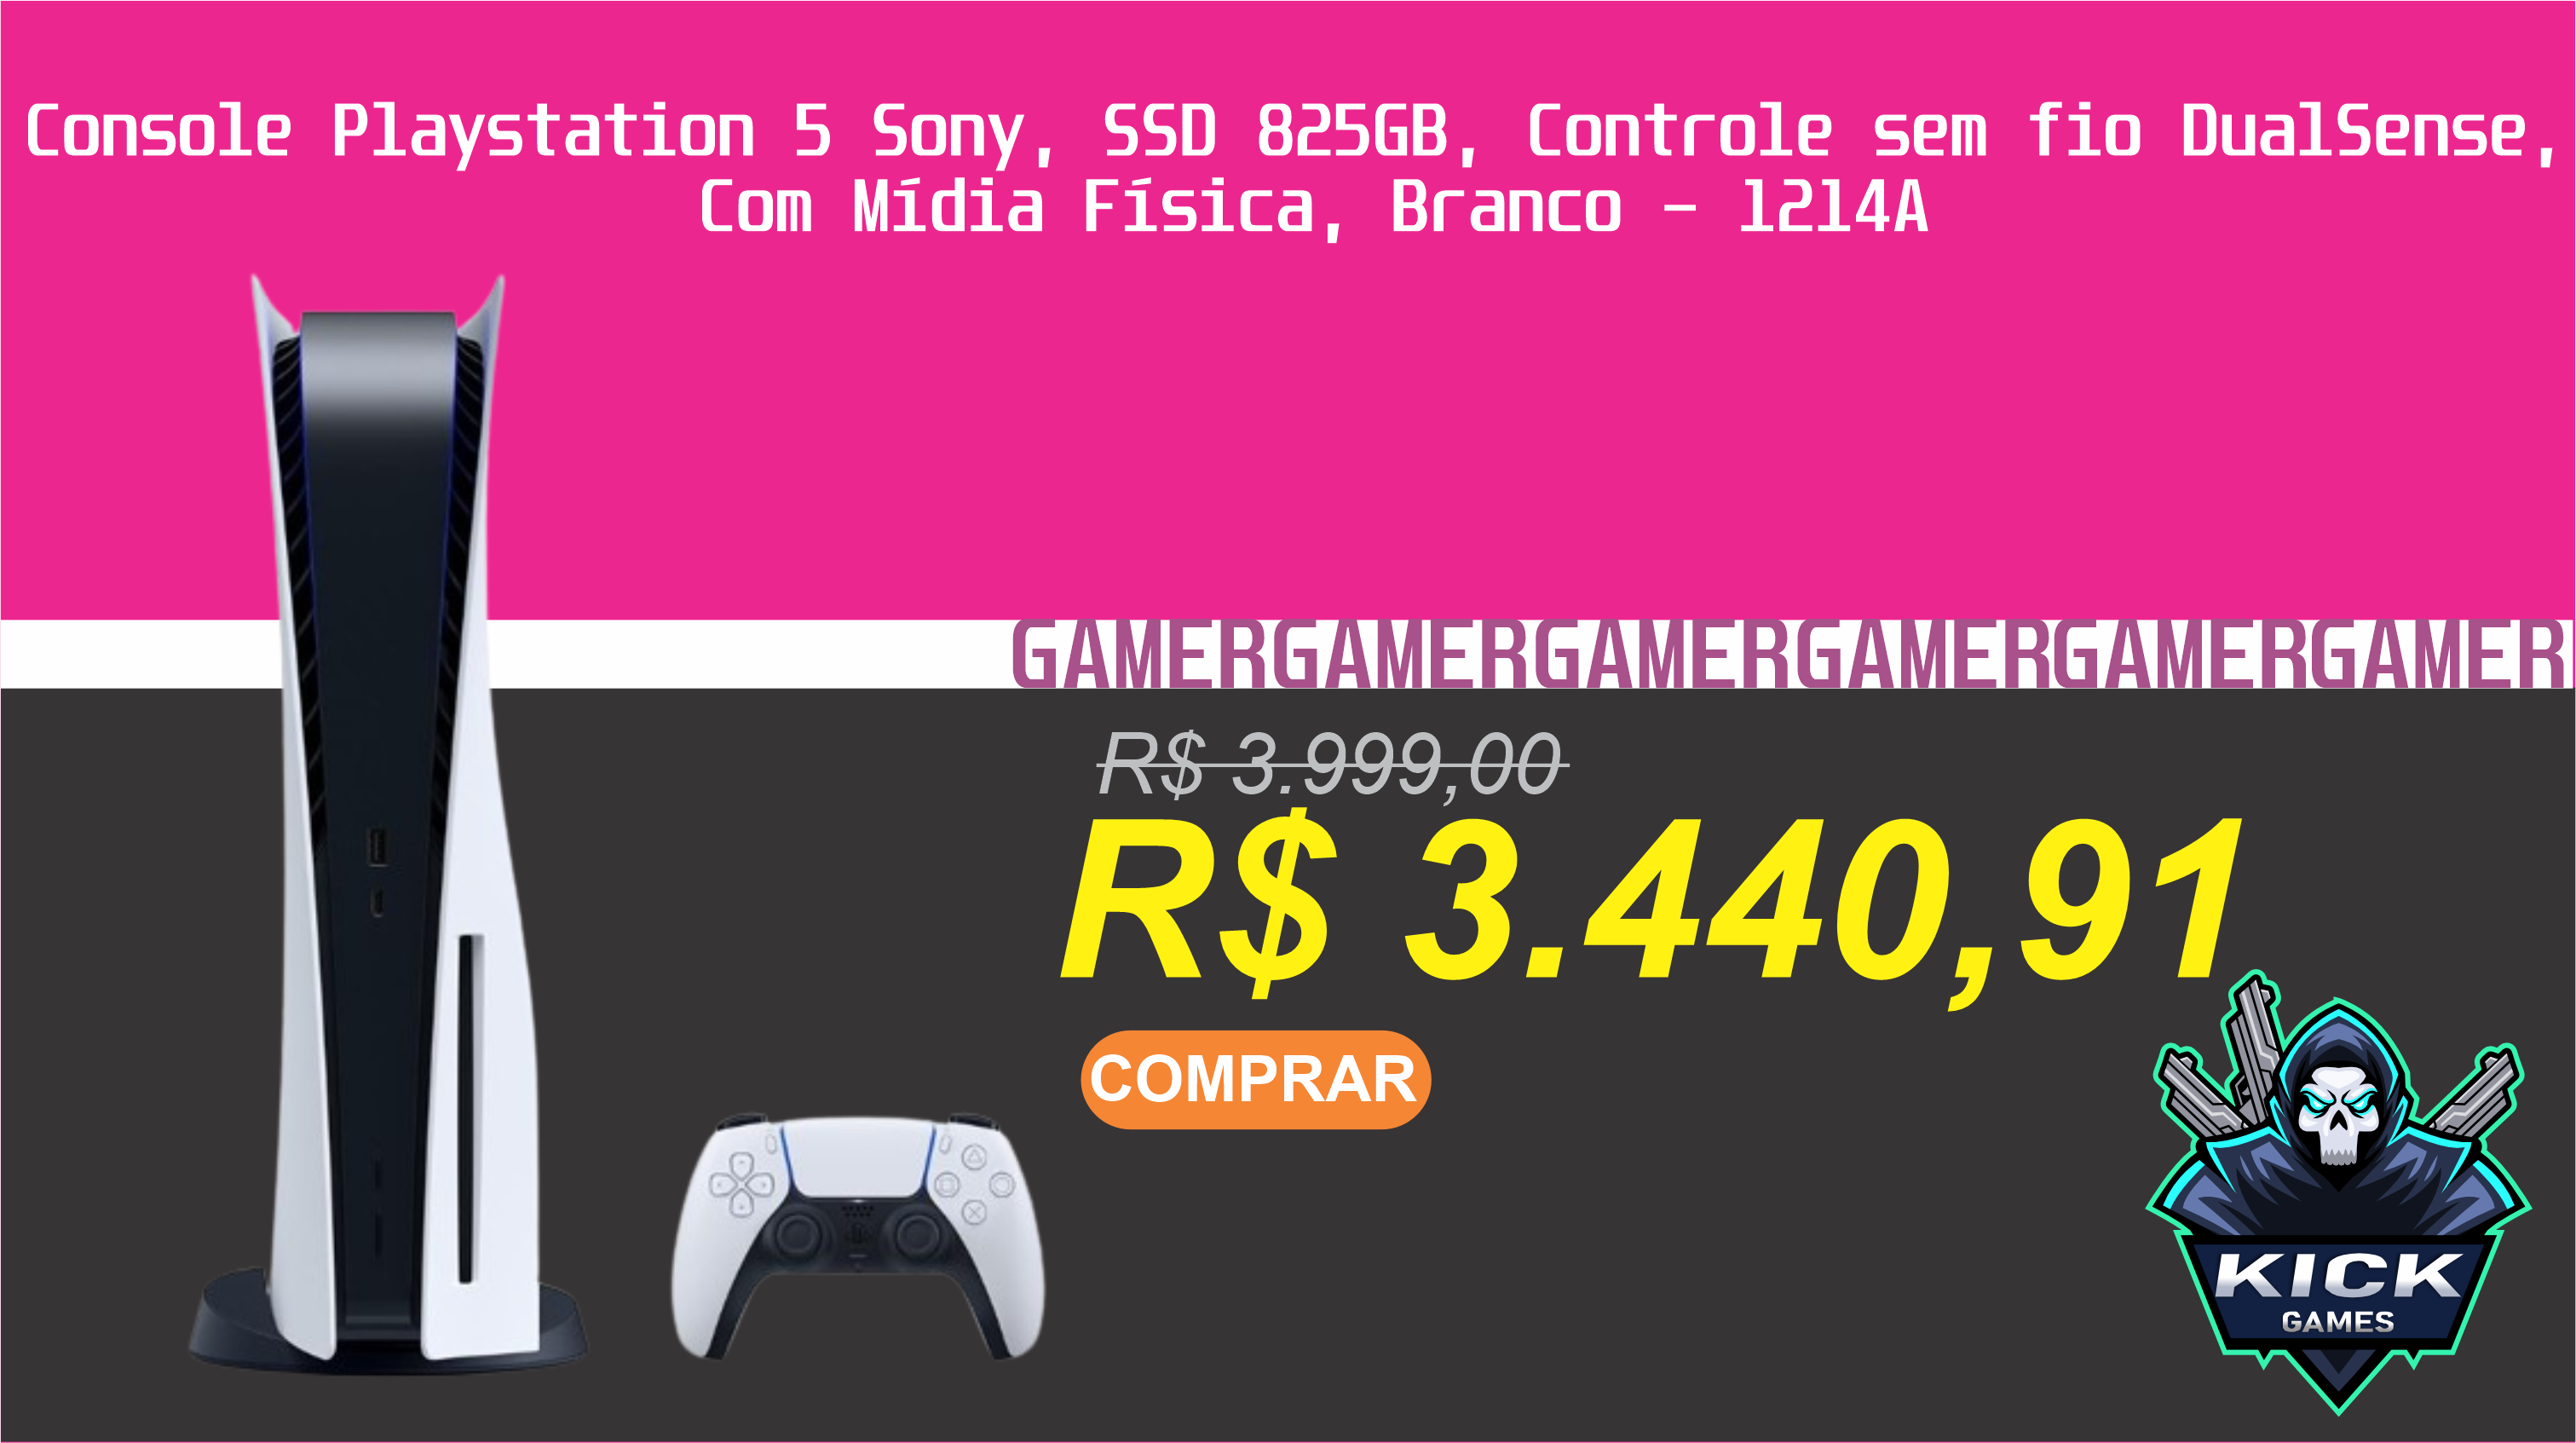 Console Playstation 5 Sony, SSD 825GB, Controle sem fio DualSense,
Com Mídia Física, Branco - 1214A
GAMERGAMERGAMERGAMERGAMERGAMER
R$ 3.999,00
R$ 3.440,91
COMPRAR
KICK
GAMES